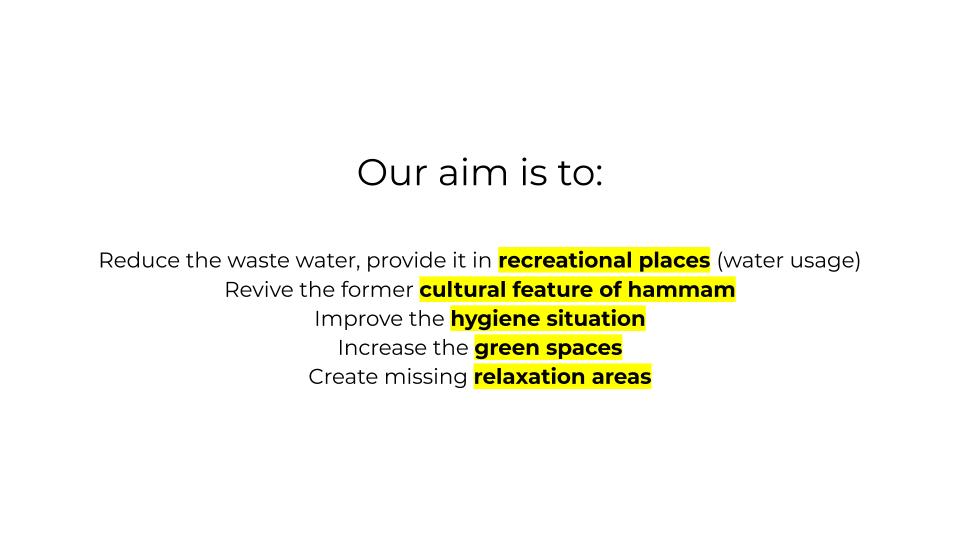 Our aim is to:
Reduce the waste water, provide it in recreational places (water usage)
Revive the former cultural feature of hammam
Improve the hygiene situation
Increase the green spaces
Create missing relaxation areas